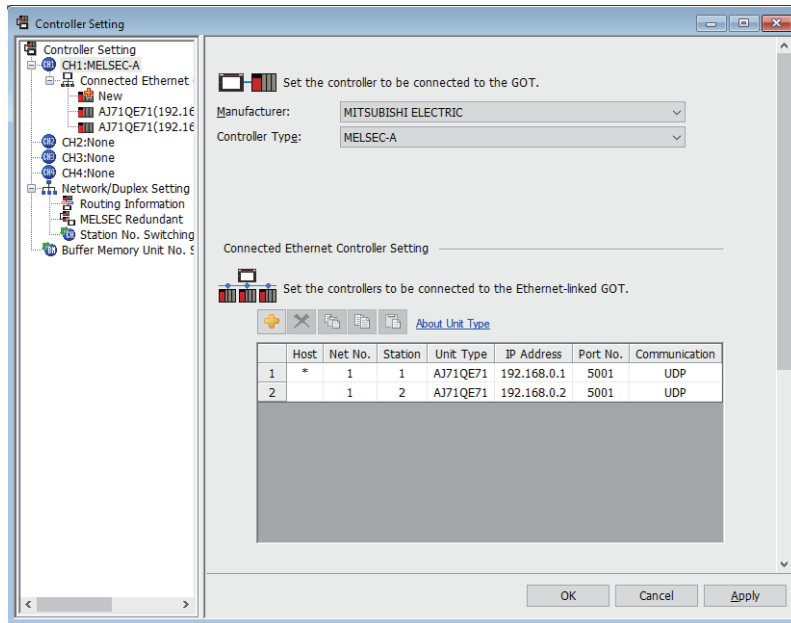 Controller Setting
Controller Setting
CH1:MELSEC-A
Connected Ethernet
New
AJ71QE71(192.16
AJ71QE71(192.16
CH2:None
CH3:None
CH4:None
Network/Duplex Setting
Routing Information
MELSEC Redundant
Station No. Switching
Buffer Memory Unit No. S
Set the controller to be connected to the GOT.
Manufacturer: MITSUBISHI ELECTRIC
Controller Type: MELSEC-A
Connected Ethernet Controller Setting
Set the controllers to be connected to the Ethernet-linked GOT.
About Unit Type
Host Net No. Station Unit Type IP Address Port No. Communication
1 * 1 1 AJ71QE71 192.168.0.1 5001 UDP
2 1 2 AJ71QE71 192.168.0.2 5001 UDP
OK Cancel Apply